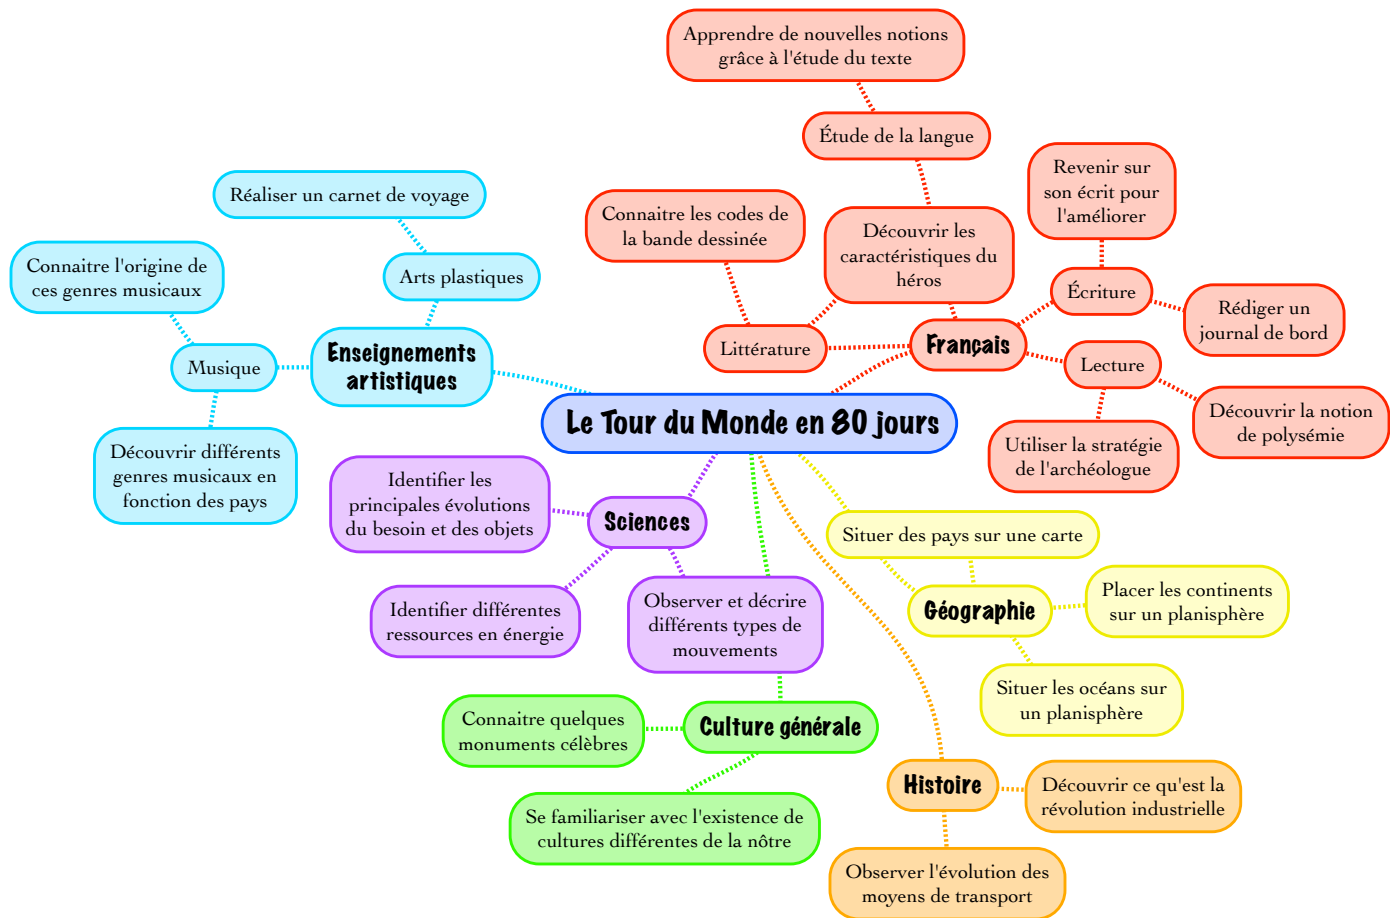 Apprendre de nouvelles notions
grâce à l'étude du texte
Étude de la langue
Revenir sur
son écrit pour
l'améliorer
Réaliser un carnet de voyage
Connaitre les codes de
la bande dessinée
Découvrir les
caractéristiques du
héros
Connaitre l'origine de
ces genres musicaux
Arts plastiques
Écriture
Rédiger un
journal de bord
Enseignements
artistiques
Musique
Littérature
Français
Lecture
Découvrir la notion
de polysémie
Le Tour du Monde en 80 jours
Utiliser la stratégie
de l'archéologue
Découvrir différents
genres musicaux en
fonction des pays
Identifier les
principales évolutions
du besoin et des objets
Sciences
Situer des pays sur une carte
Identifier différentes
ressources en énergie
Observer et décrire
différents types de
mouvements
Géographie
Placer les continents
sur un planisphère
Situer les océans sur
un planisphère
Connaitre quelques
monuments célèbres
Culture générale
Histoire
Découvrir ce qu'est la
révolution industrielle
Se familiariser avec l'existence de
cultures différentes de la nôtre
Observer l'évolution des
moyens de transport